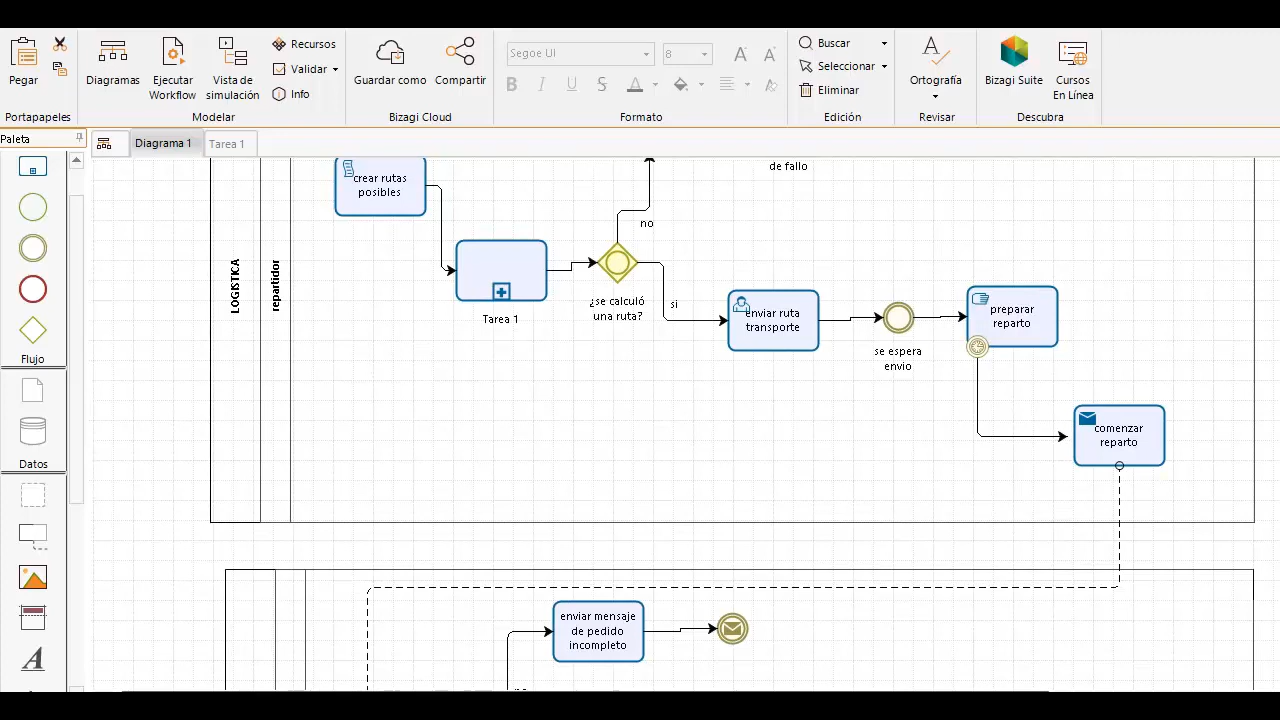 Pegar
Portapapeles
Diagramas
Ejecutar
Workflow
Vista de
simulación
Recursos
Validar
Info
Modelar
Guardar como
Compartir
Bizagi Cloud
Segoe UI
8
A
A
B
I
U
S
A
Formato
Buscar
Seleccionar
Eliminar
Edición
Ortografía
Revisar
Bizagi Suite
Cursos
En Línea
Descubra
Paleta
Diagrama 1
Tarea 1
Flujo
Datos
A
LOGISTICA
repartidor
crear rutas
posibles
de fallo
no
Tarea 1
¿se calculó
una ruta?
si
enviar ruta
transporte
se espera
envio
preparar
reparto
comenzar
reparto
enviar mensaje
de pedido
incompleto